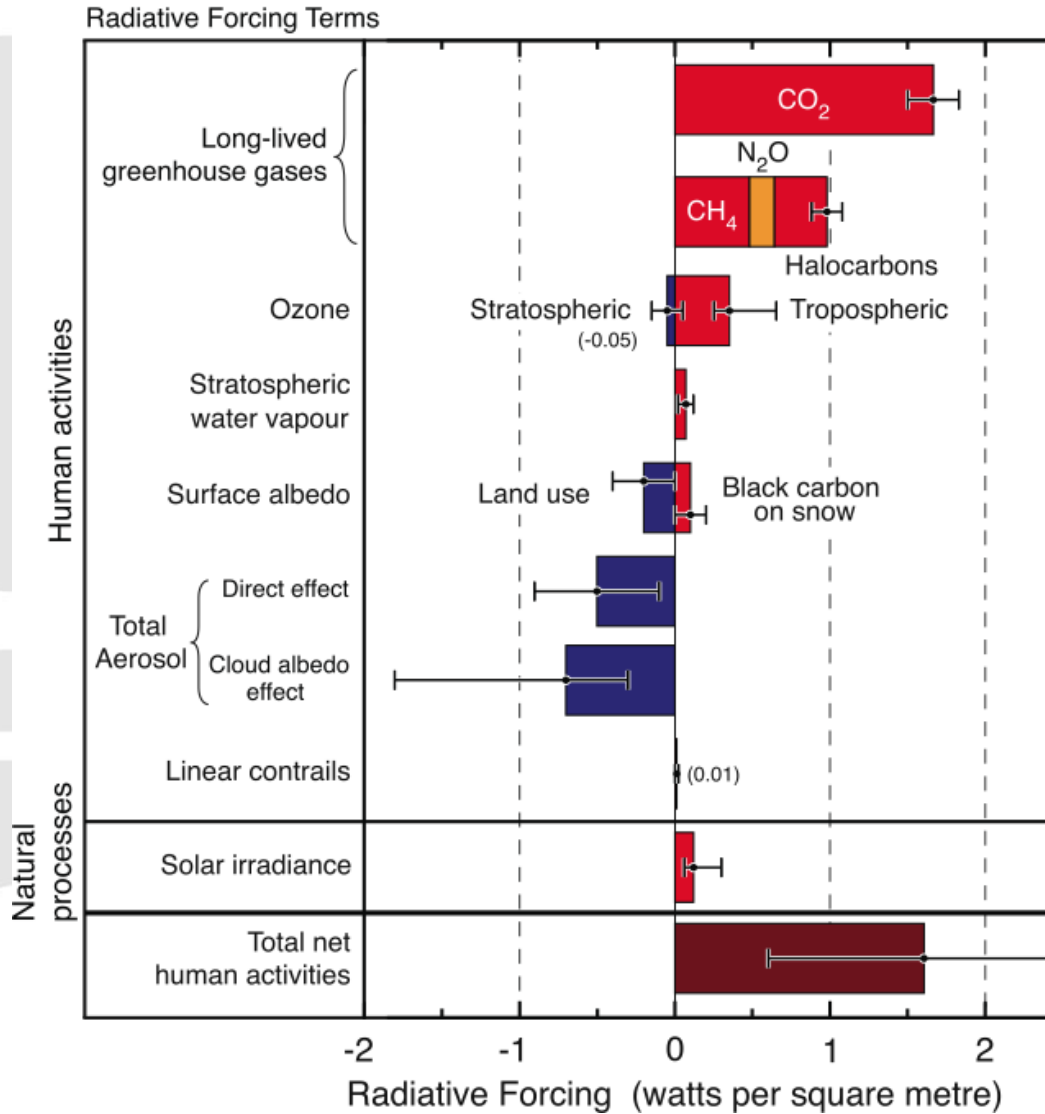 Radiative Forcing Terms
CO2
Long-lived
greenhouse gases
N2O
CH4
Halocarbons
Ozone
Stratospheric
(-0.05)
Tropospheric
Stratospheric
water vapour
Surface albedo
Land use
Black carbon
on snow
Human activities
Total
Aerosol
Direct effect
Cloud albedo
effect
Linear contrails
(0.01)
Natural
processes
Solar irradiance
Total net
human activities
-2 -1 0 1 2
Radiative Forcing (watts per square metre)